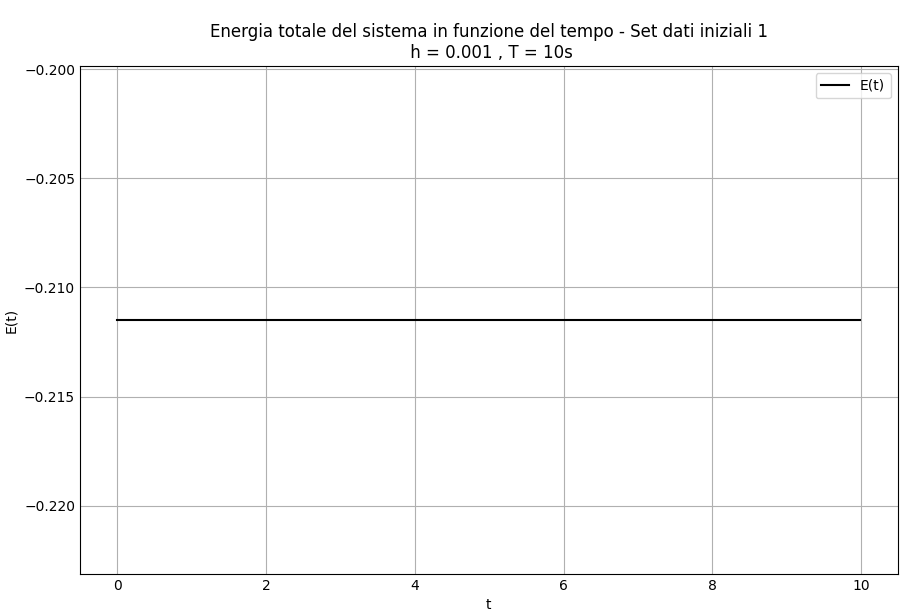 Energia totale del sistema in funzione del tempo - Set dati iniziali 1
h = 0.001 , T = 10s
E(t)
−0.200
−0.205
−0.210
−0.215
−0.220
E(t)
0 2 4 6 8 10
t